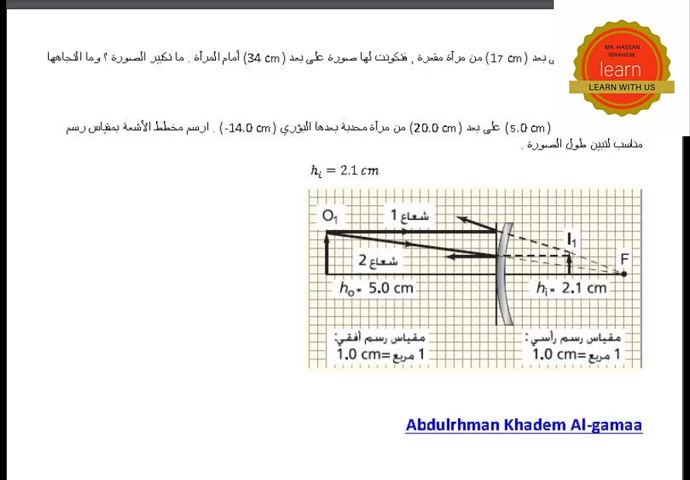 MR. HASSAN
IBRAHEM
learn
LEARN WITH US
بعد (17 cm) من مرآة مقعرة , فتكونت لها صورة على بعد (34 cm) أمام المرآة . ما تكبير الصورة ؟ وما اتجاهها
(5.0 cm) على بعد (20.0 cm) من مرآة محدبة بعدها البؤري (-14.0 cm) . ارسم مخطط الأشعة بمقياس رسم
مناسب لتبين طول الصورة .
hᵢ = 2.1 cm
O₁
شعاع 1
I₁
F
شعاع 2
hₒ = 5.0 cm
hᵢ = 2.1 cm
مقياس رسم رأسي :
1 مربع=1.0 cm
مقياس رسم أفقي:
1 مربع=1.0 cm
Abdulrhman Khadem Al-gamaa